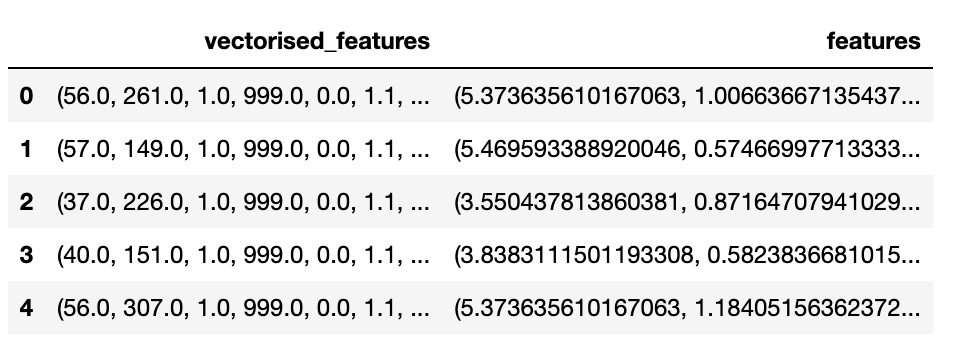 vectorised_features features
0 (56.0, 261.0, 1.0, 999.0, 0.0, 1.1, ... (5.373635610167063, 1.00663667135437...
1 (57.0, 149.0, 1.0, 999.0, 0.0, 1.1, ... (5.469593388920046, 0.57466997713333...
2 (37.0, 226.0, 1.0, 999.0, 0.0, 1.1, ... (3.550437813860381, 0.87164707941029...
3 (40.0, 151.0, 1.0, 999.0, 0.0, 1.1, ... (3.8383111501193308, 0.5823836681015...
4 (56.0, 307.0, 1.0, 999.0, 0.0, 1.1, ... (5.373635610167063, 1.18405156362372...